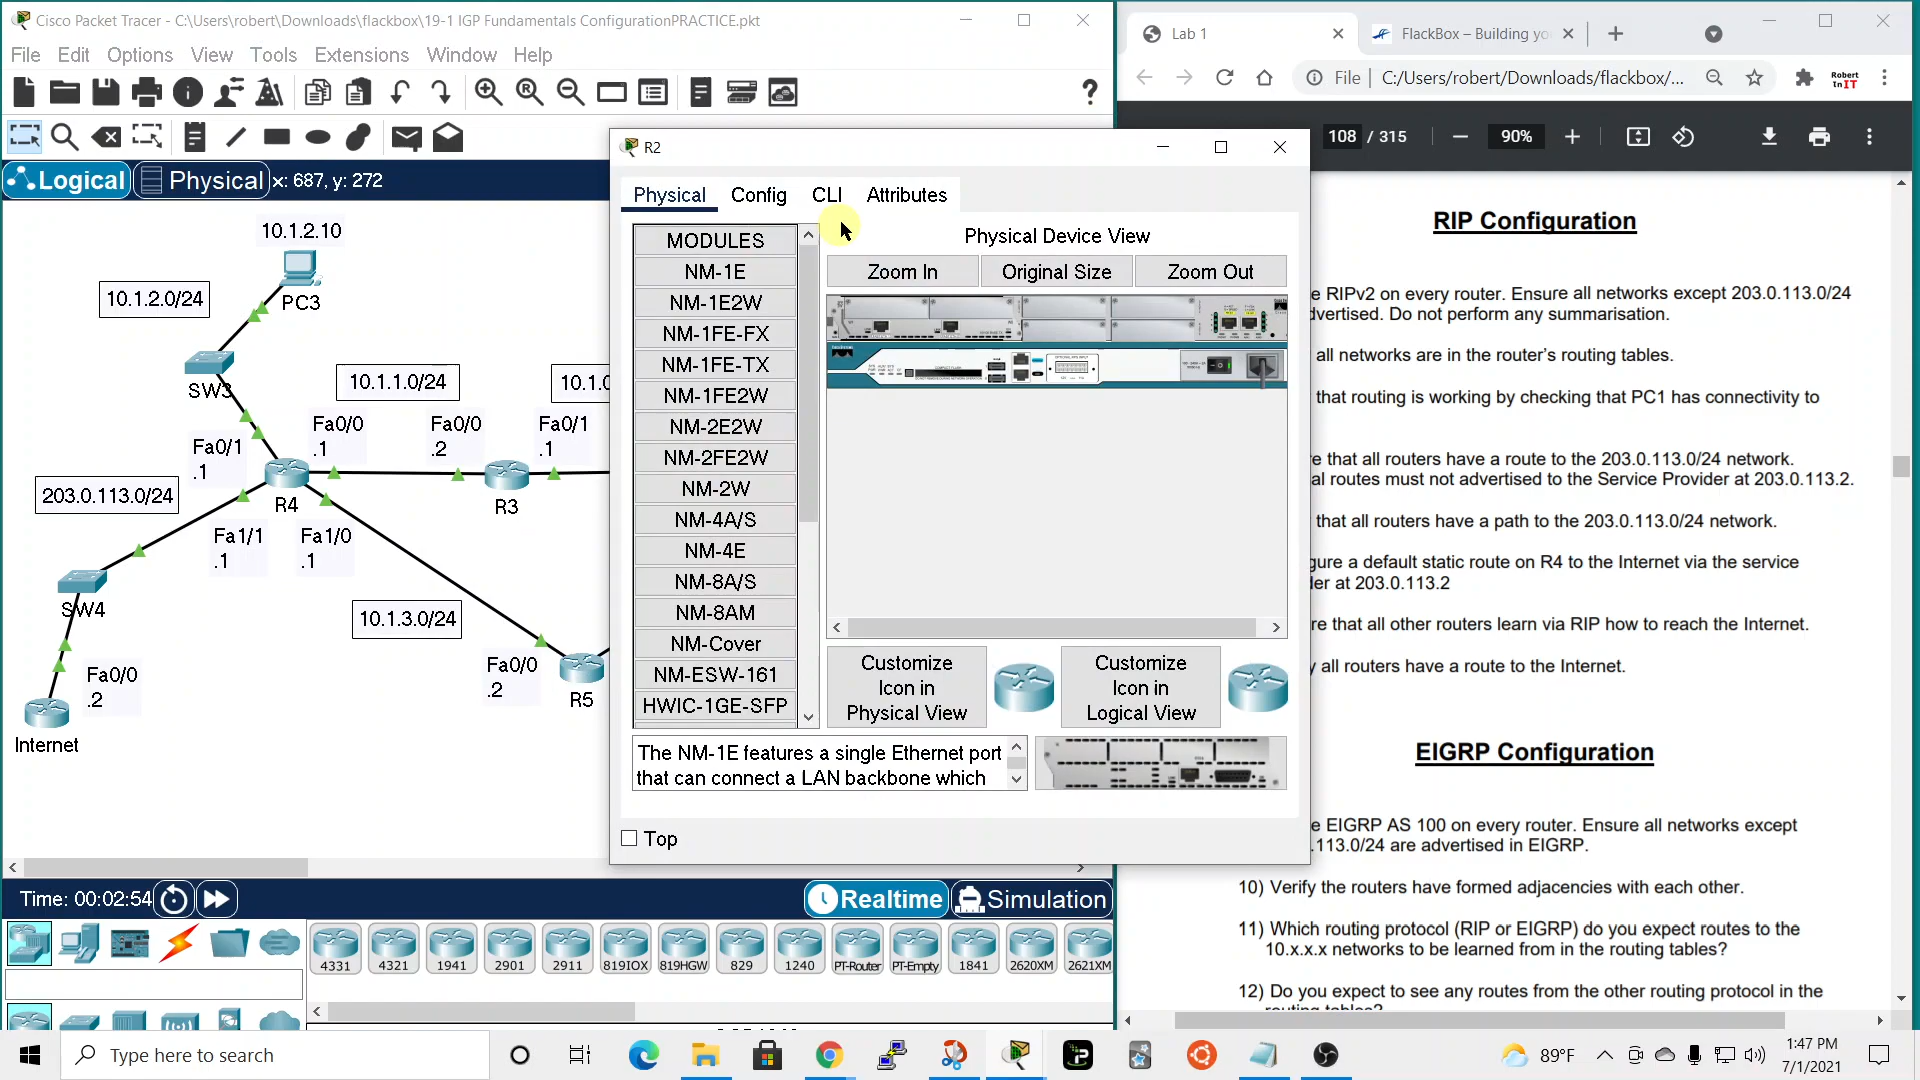 Cisco Packet Tracer - C:\Users\robert\Downloads\flackbox\19-1 IGP Fundamentals ConfigurationPRACTICE.pkt
File Edit Options View Tools Extensions Window Help
Logical Physical x: 687, y: 272
10.1.2.10
PC3
10.1.2.0/24
SW3
10.1.1.0/24
10.1.0
Fa0/0
.1
Fa0/0
.2
Fa0/1
.1
Fa0/1
.1
R4
R3
203.0.113.0/24
Fa1/1
.1
Fa1/0
.1
SW4
10.1.3.0/24
Fa0/0
.2
Fa0/0
.2
R5
Internet
R2
Physical Config CLI Attributes
MODULES
NM-1E
NM-1E2W
NM-1FE-FX
NM-1FE-TX
NM-1FE2W
NM-2E2W
NM-2FE2W
NM-2W
NM-4A/S
NM-4E
NM-8A/S
NM-8AM
NM-Cover
NM-ESW-161
HWIC-1GE-SFP
Physical Device View
Zoom In Original Size Zoom Out
Customize
Icon in
Physical View
Customize
Icon in
Logical View
The NM-1E features a single Ethernet port
that can connect a LAN backbone which
Top
Time: 00:02:54
Realtime Simulation
4331 4321 1941 2901 2911 819IOX 819HGW 829 1240 PT-Router PT-Empty 1841 2620XM 2621XM
Lab 1
FlackBox – Building yo
File C:/Users/robert/Downloads/flackbox/...
Robert
In IT
108 / 315 90%
RIP Configuration
e RIPv2 on every router. Ensure all networks except 203.0.113.0/24
dvertised. Do not perform any summarisation.
all networks are in the router's routing tables.
that routing is working by checking that PC1 has connectivity to
re that all routers have a route to the 203.0.113.0/24 network.
al routes must not advertised to the Service Provider at 203.0.113.2.
that all routers have a path to the 203.0.113.0/24 network.
gure a default static route on R4 to the Internet via the service
er at 203.0.113.2
re that all other routers learn via RIP how to reach the Internet.
y all routers have a route to the Internet.
EIGRP Configuration
e EIGRP AS 100 on every router. Ensure all networks except
.113.0/24 are advertised in EIGRP.
10) Verify the routers have formed adjacencies with each other.
11) Which routing protocol (RIP or EIGRP) do you expect routes to the
10.x.x.x networks to be learned from in the routing tables?
12) Do you expect to see any routes from the other routing protocol in the
routing tables?
Type here to search
89°F
1:47 PM
7/1/2021